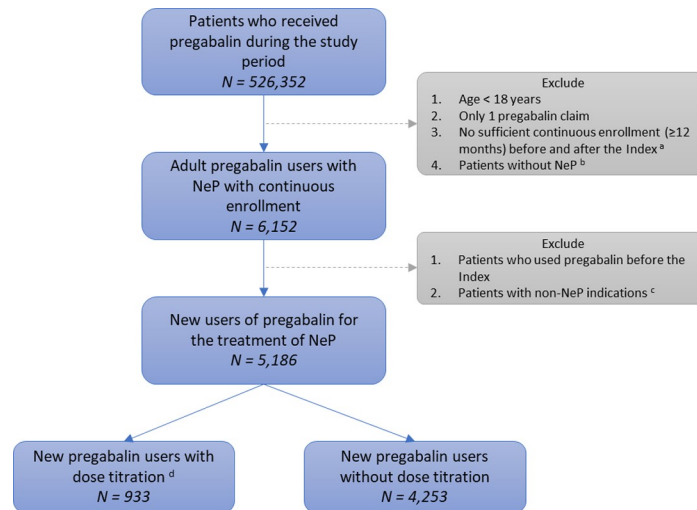 Patients who received
pregabalin during the study
period
N = 526,352
Exclude
1. Age < 18 years
2. Only 1 pregabalin claim
3. No sufficient continuous enrollment (≥12
months) before and after the Index ᵃ
4. Patients without NeP ᵇ
Adult pregabalin users with
NeP with continuous
enrollment
N = 6,152
Exclude
1. Patients who used pregabalin before the
Index
2. Patients with non-NeP indications ᶜ
New users of pregabalin for
the treatment of NeP
N = 5,186
New pregabalin users with
dose titration ᵈ
N = 933
New pregabalin users
without dose titration
N = 4,253